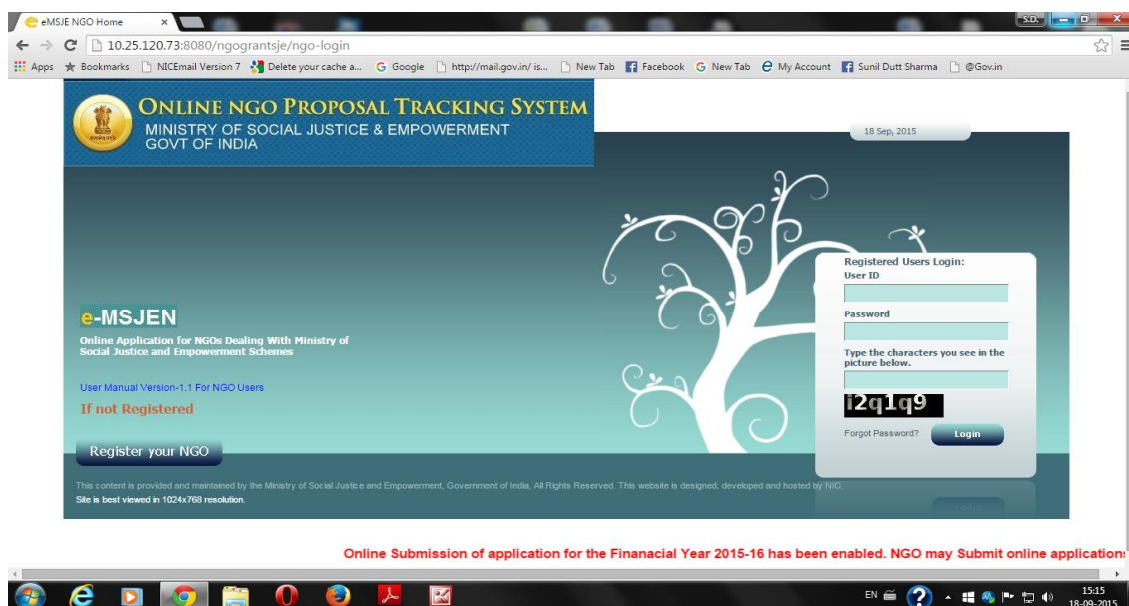 eMSJE NGO Home
S.D.
10.25.120.73:8080/ngograntsje/ngo-login
Apps Bookmarks NICEmail Version 7 Delete your cache a... Google http://mail.gov.in/ is... New Tab Facebook New Tab My Account Sunil Dutt Sharma @Gov.in
ONLINE NGO PROPOSAL TRACKING SYSTEM
MINISTRY OF SOCIAL JUSTICE & EMPOWERMENT
GOVT OF INDIA
18 Sep, 2015
Registered Users Login:
User ID
Password
Type the characters you see in the
picture below.
i2q1q9
Forgot Password? Login
e-MSJEN
Online Application for NGOs Dealing With Ministry of
Social Justice and Empowerment Schemes
User Manual Version-1.1 For NGO Users
If not Registered
Register your NGO
This content is provided and maintained by the Ministry of Social Justice and Empowerment, Government of India, All Rights Reserved. This website is designed, developed and hosted by NIC.
Site is best viewed in 1024x768 resolution.
Online Submission of application for the Finanacial Year 2015-16 has been enabled. NGO may Submit online applications
EN
15:15
18-09-2015